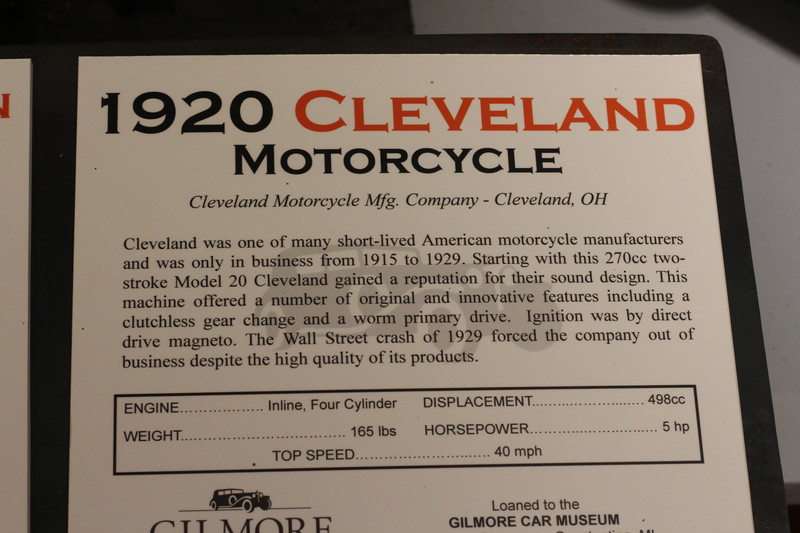 N
1920 CLEVELAND
MOTORCYCLE
Cleveland Motorcycle Mfg. Company - Cleveland, OH
Cleveland was one of many short-lived American motorcycle manufacturers
and was only in business from 1915 to 1929. Starting with this 270cc two-
stroke Model 20 Cleveland gained a reputation for their sound design. This
machine offered a number of original and innovative features including a
clutchless gear change and a worm primary drive. Ignition was by direct
drive magneto. The Wall Street crash of 1929 forced the company out of
business despite the high quality of its products.
ENGINE.................. Inline, Four Cylinder DISPLACEMENT........................ 498cc
WEIGHT.................................. 165 lbs HORSEPOWER............................ 5 hp
TOP SPEED............................ 40 mph
GILMORE
Loaned to the
GILMORE CAR MUSEUM